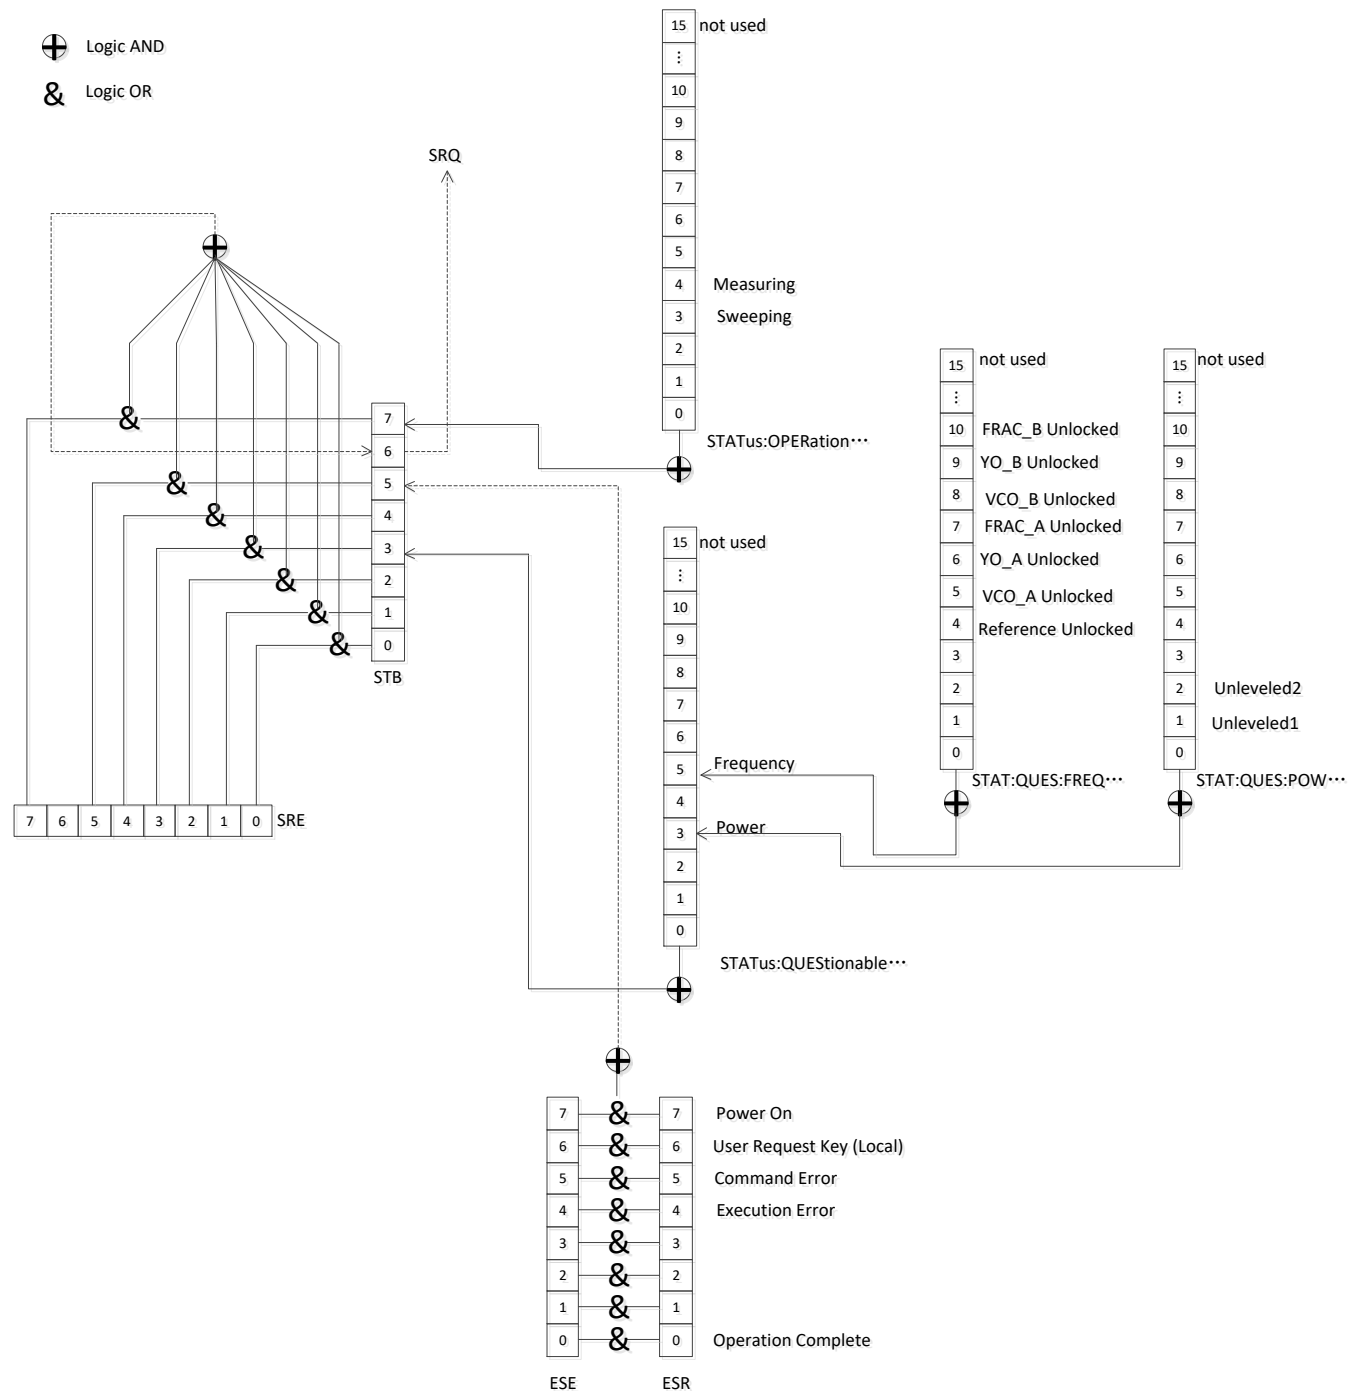 Logic AND
& Logic OR
SRQ
15 not used
⋮
10
9
8
7
6
5
4 Measuring
3 Sweeping
2
1
0
STATus:OPERation⋯
&
&
&
&
&
&
&
7
6
5
4
3
2
1
0
STB
7 6 5 4 3 2 1 0 SRE
15 not used
⋮
10
9
8
7
6
5 Frequency
4
3 Power
2
1
0
STATus:QUEStionable⋯
15 not used
⋮
10 FRAC_B Unlocked
9 YO_B Unlocked
8 VCO_B Unlocked
7 FRAC_A Unlocked
6 YO_A Unlocked
5 VCO_A Unlocked
4 Reference Unlocked
3
2
1
0
STAT:QUES:FREQ⋯
15 not used
⋮
10
9
8
7
6
5
4
3
2 Unleveled2
1 Unleveled1
0
STAT:QUES:POW⋯
7 & 7 Power On
6 & 6 User Request Key (Local)
5 & 5 Command Error
4 & 4 Execution Error
3 & 3
2 & 2
1 & 1
0 & 0 Operation Complete
ESE ESR